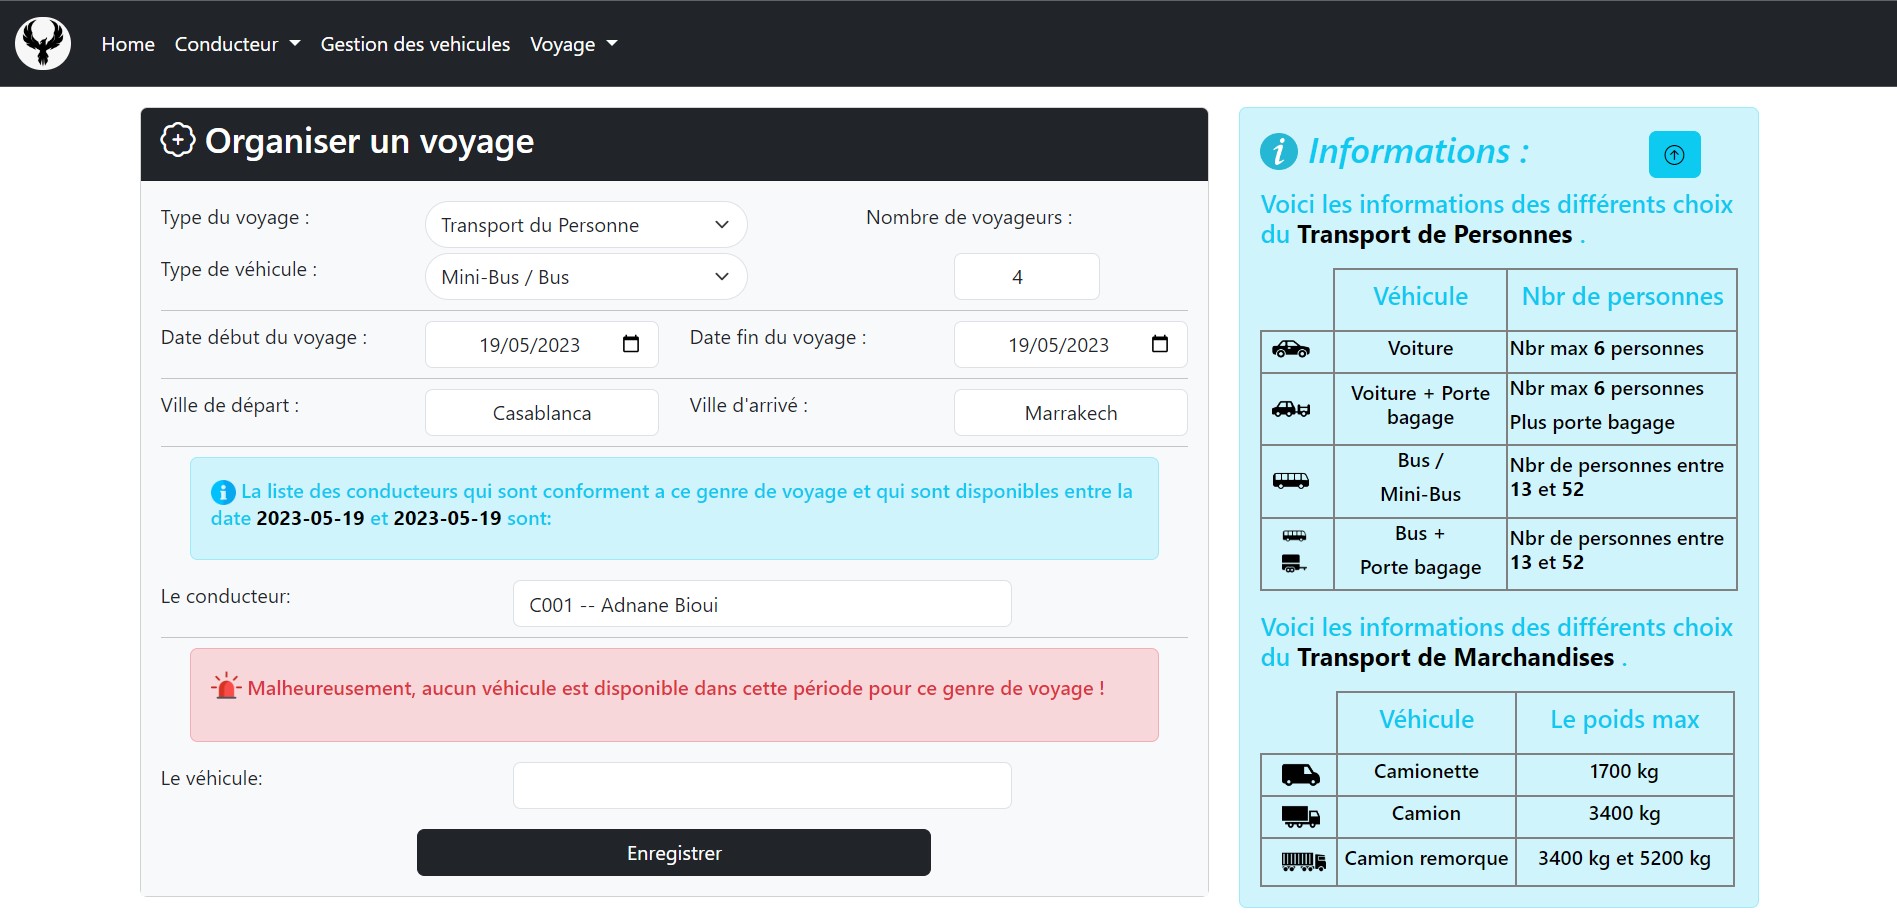 Home Conducteur Gestion des vehicules Voyage
Organiser un voyage
Type du voyage : Transport du Personne Nombre de voyageurs :
Type de véhicule : Mini-Bus / Bus 4
Date début du voyage : 19/05/2023 Date fin du voyage : 19/05/2023
Ville de départ : Casablanca Ville d'arrivé : Marrakech
La liste des conducteurs qui sont conforment a ce genre de voyage et qui sont disponibles entre la
date 2023-05-19 et 2023-05-19 sont:
Le conducteur: C001 -- Adnane Bioui
Malheureusement, aucun véhicule est disponible dans cette période pour ce genre de voyage !
Le véhicule:
Enregistrer
Informations :
Voici les informations des différents choix
du Transport de Personnes .
Véhicule Nbr de personnes
Voiture Nbr max 6 personnes
Voiture + Porte
bagage
Nbr max 6 personnes
Plus porte bagage
Bus /
Mini-Bus
Nbr de personnes entre
13 et 52
Bus +
Porte bagage
Nbr de personnes entre
13 et 52
Voici les informations des différents choix
du Transport de Marchandises .
Véhicule Le poids max
Camionette 1700 kg
Camion 3400 kg
Camion remorque 3400 kg et 5200 kg